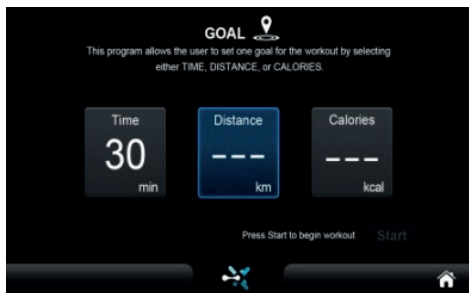 GOAL
This program allows the user to set one goal for the workout by selecting
either TIME, DISTANCE, or CALORIES.
Time Distance Calories
30 --- ---
min km kcal
Press Start to begin workout Start